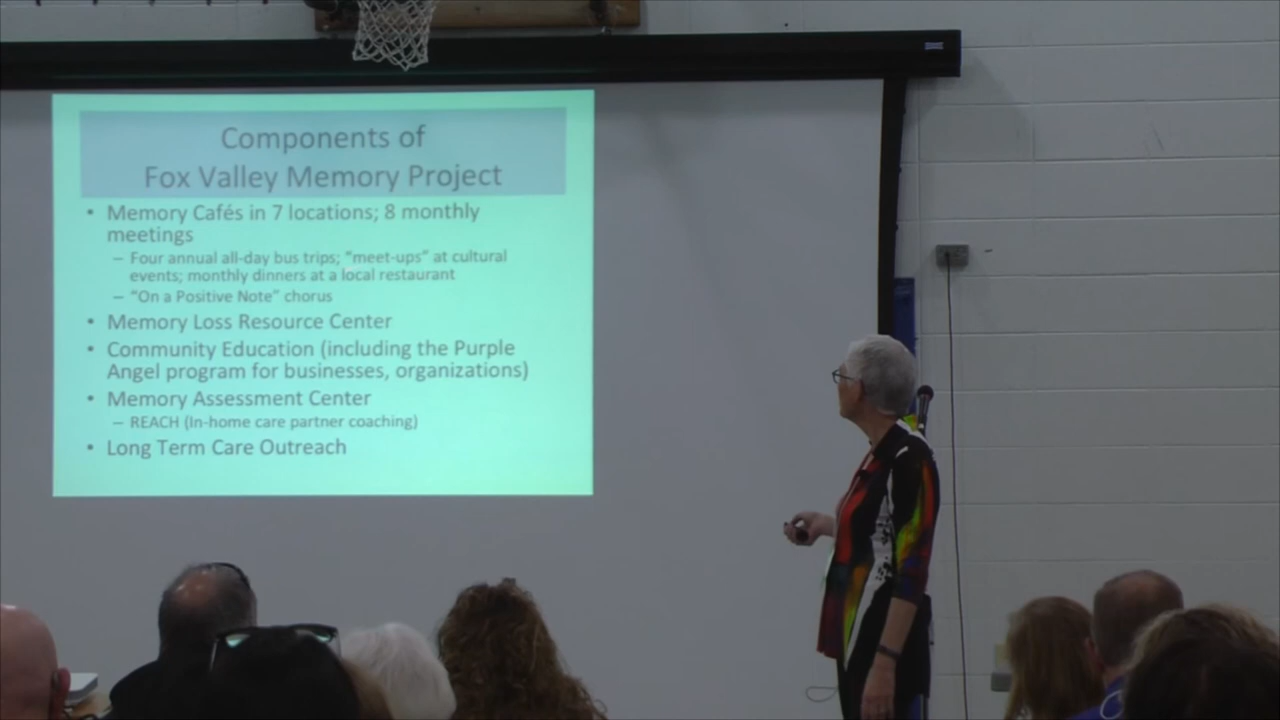 Components of
Fox Valley Memory Project
• Memory Cafés in 7 locations; 8 monthly
meetings
– Four annual all-day bus trips; “meet-ups” at cultural
events; monthly dinners at a local restaurant
– “On a Positive Note” chorus
• Memory Loss Resource Center
• Community Education (including the Purple
Angel program for businesses, organizations)
• Memory Assessment Center
– REACH (In-home care partner coaching)
• Long Term Care Outreach